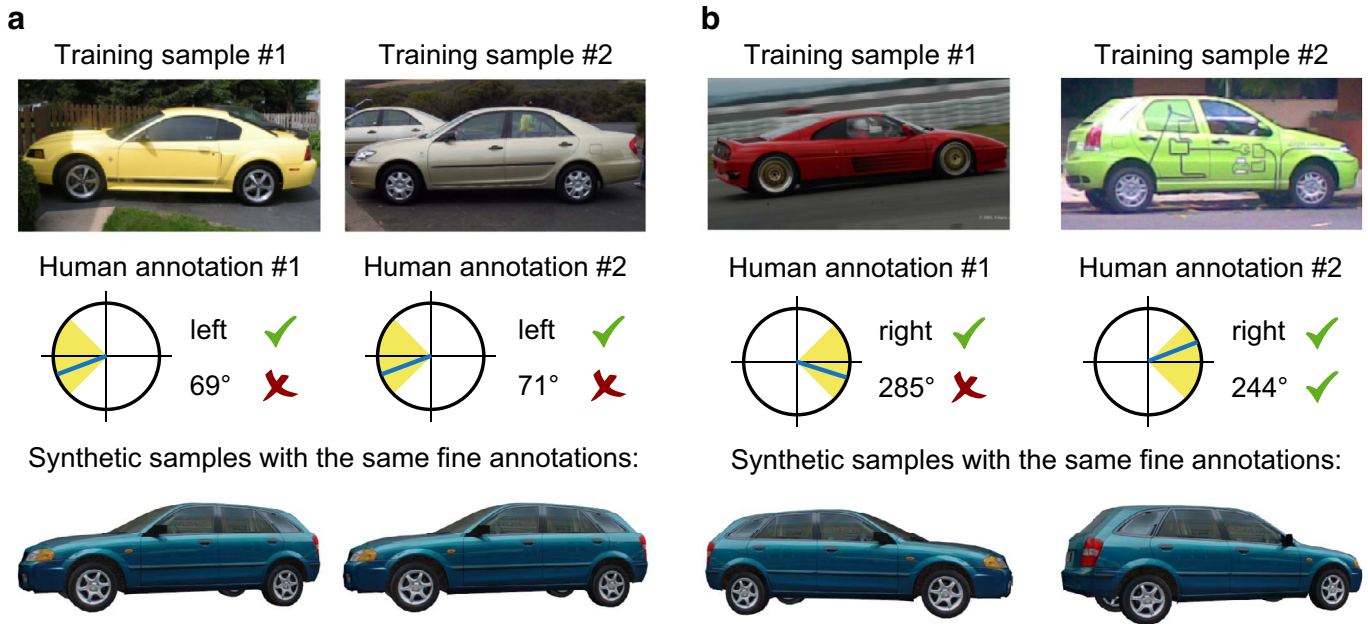 a
Training sample #1
Training sample #2
Human annotation #1
Human annotation #2
left
left
69°
71°
Synthetic samples with the same fine annotations:
b
Training sample #1
Training sample #2
Human annotation #1
Human annotation #2
right
right
285°
244°
Synthetic samples with the same fine annotations: